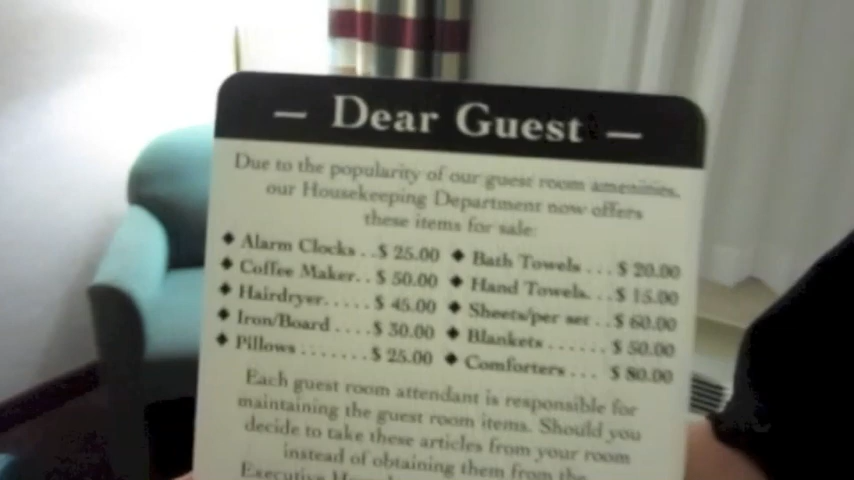 — Dear Guest —
Due to the popularity of our guest room amenities,
our Housekeeping Department now offers
these items for sale:
◆ Alarm Clocks . . $ 25.00 ◆ Bath Towels . . . $ 20.00
◆ Coffee Maker. . $ 50.00 ◆ Hand Towels. . . $ 15.00
◆ Hairdryer. . . . . $ 45.00 ◆ Sheets/per set . . $ 60.00
◆ Iron/Board . . . . $ 30.00 ◆ Blankets . . . . . . $ 50.00
◆ Pillows . . . . . . . $ 25.00 ◆ Comforters . . . $ 80.00
Each guest room attendant is responsible for
maintaining the guest room items. Should you
decide to take these articles from your room
instead of obtaining them from the
Executive